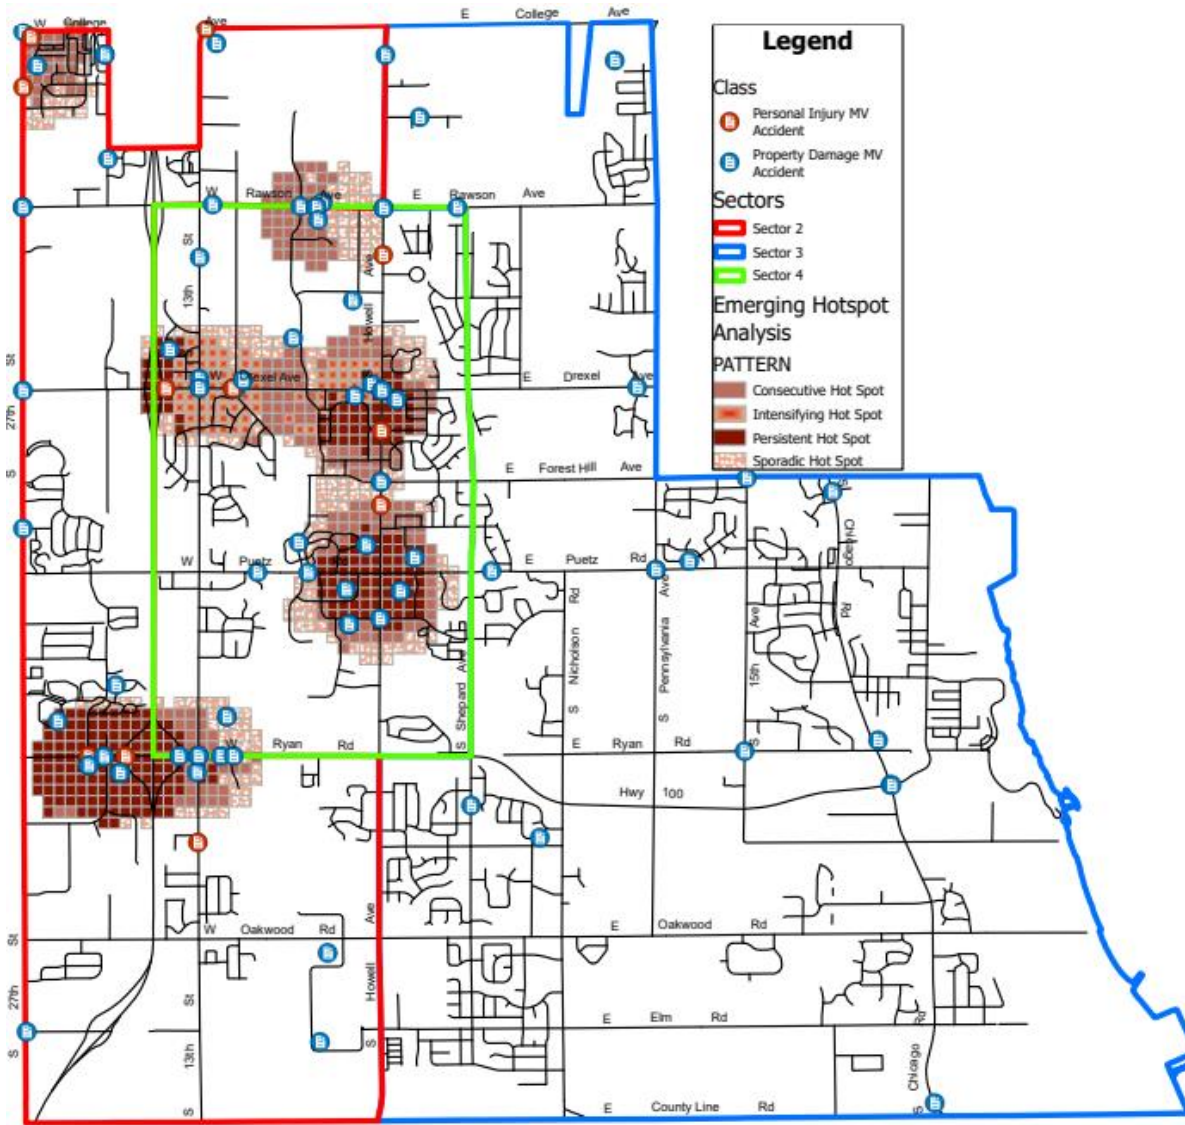 W College Ave
E College Ave
Legend
Class
Personal Injury MV
Accident
Property Damage MV
Accident
Sectors
Sector 2
Sector 3
Sector 4
Emerging Hotspot
Analysis
PATTERN
Consecutive Hot Spot
Intensifying Hot Spot
Persistent Hot Spot
Sporadic Hot Spot
W Rawson Ave
E Rawson Ave
S 27th St
13th St
Howell Ave
W Drexel Ave
E Drexel Ave
E Forest Hill Ave
W Puetz
E Puetz Rd
S Chicago Rd
S Nicholson Rd
S Pennsylvania Ave
S 15th Ave
S Shepard Ave
W Ryan Rd
E Ryan Rd
Hwy 100
W Oakwood Rd
E Oakwood Rd
S 27th St
S 13th St
S Howell Ave
E Elm Rd
S Chicago Rd
E County Line Rd